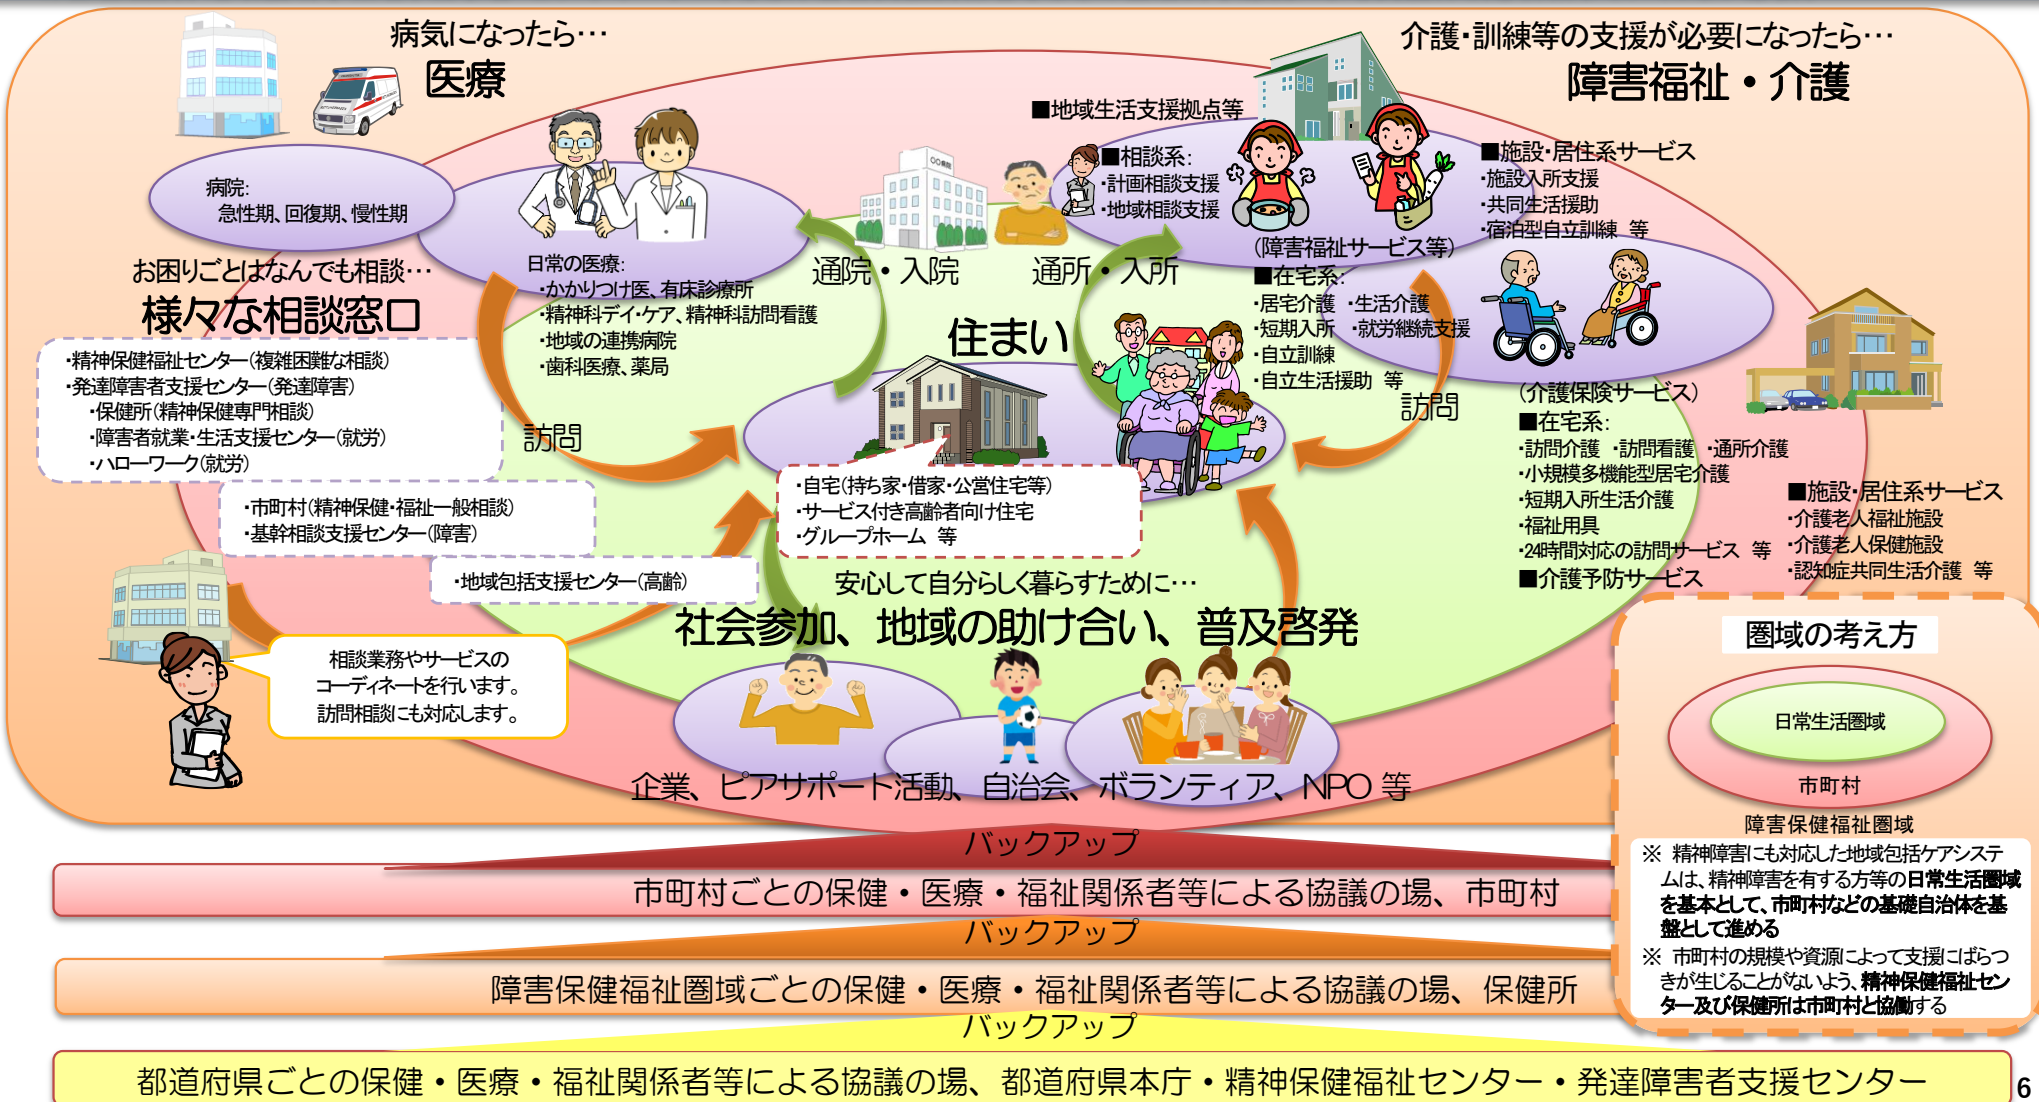 病気になったら…
医療
介護・訓練等の支援が必要になったら…
障害福祉・介護
病院:
急性期、回復期、慢性期
日常の医療:
・かかりつけ医、有床診療所
・精神科デイ・ケア、精神科訪問看護
・地域の連携病院
・歯科医療、薬局
○○病院
通院・入院
通所・入所
■地域生活支援拠点等
■相談系:
・計画相談支援
・地域相談支援
■施設・居住系サービス
・施設入所支援
・共同生活援助
・宿泊型自立訓練 等
(障害福祉サービス等)
■在宅系:
・居宅介護 ・生活介護
・短期入所 ・就労継続支援
・自立訓練
・自立生活援助 等
訪問
(介護保険サービス)
■在宅系:
・訪問介護 ・訪問看護 ・通所介護
・小規模多機能型居宅介護
・短期入所生活介護
・福祉用具
・24時間対応の訪問サービス 等
■介護予防サービス
■施設・居住系サービス
・介護老人福祉施設
・介護老人保健施設
・認知症共同生活介護 等
お困りごとはなんでも相談…
様々な相談窓口
・精神保健福祉センター(複雑困難な相談)
・発達障害者支援センター(発達障害)
・保健所(精神保健専門相談)
・障害者就業・生活支援センター(就労)
・ハローワーク(就労)
・市町村(精神保健・福祉一般相談)
・基幹相談支援センター(障害)
・地域包括支援センター(高齢)
訪問
相談業務やサービスの
コーディネートを行います。
訪問相談にも対応します。
住まい
・自宅(持ち家・借家・公営住宅等)
・サービス付き高齢者向け住宅
・グループホーム 等
安心して自分らしく暮らすために…
社会参加、地域の助け合い、普及啓発
企業、ピアサポート活動、自治会、ボランティア、NPO 等
圏域の考え方
日常生活圏域
市町村
障害保健福祉圏域
※ 精神障害にも対応した地域包括ケアシステ
ムは、精神障害を有する方等の日常生活圏域
を基本として、市町村などの基礎自治体を基
盤として進める
※ 市町村の規模や資源によって支援にばらつ
きが生じることがないよう、精神保健福祉セン
ター及び保健所は市町村と協働する
バックアップ
市町村ごとの保健・医療・福祉関係者等による協議の場、市町村
バックアップ
障害保健福祉圏域ごとの保健・医療・福祉関係者等による協議の場、保健所
バックアップ
都道府県ごとの保健・医療・福祉関係者等による協議の場、都道府県本庁・精神保健福祉センター・発達障害者支援センター
6